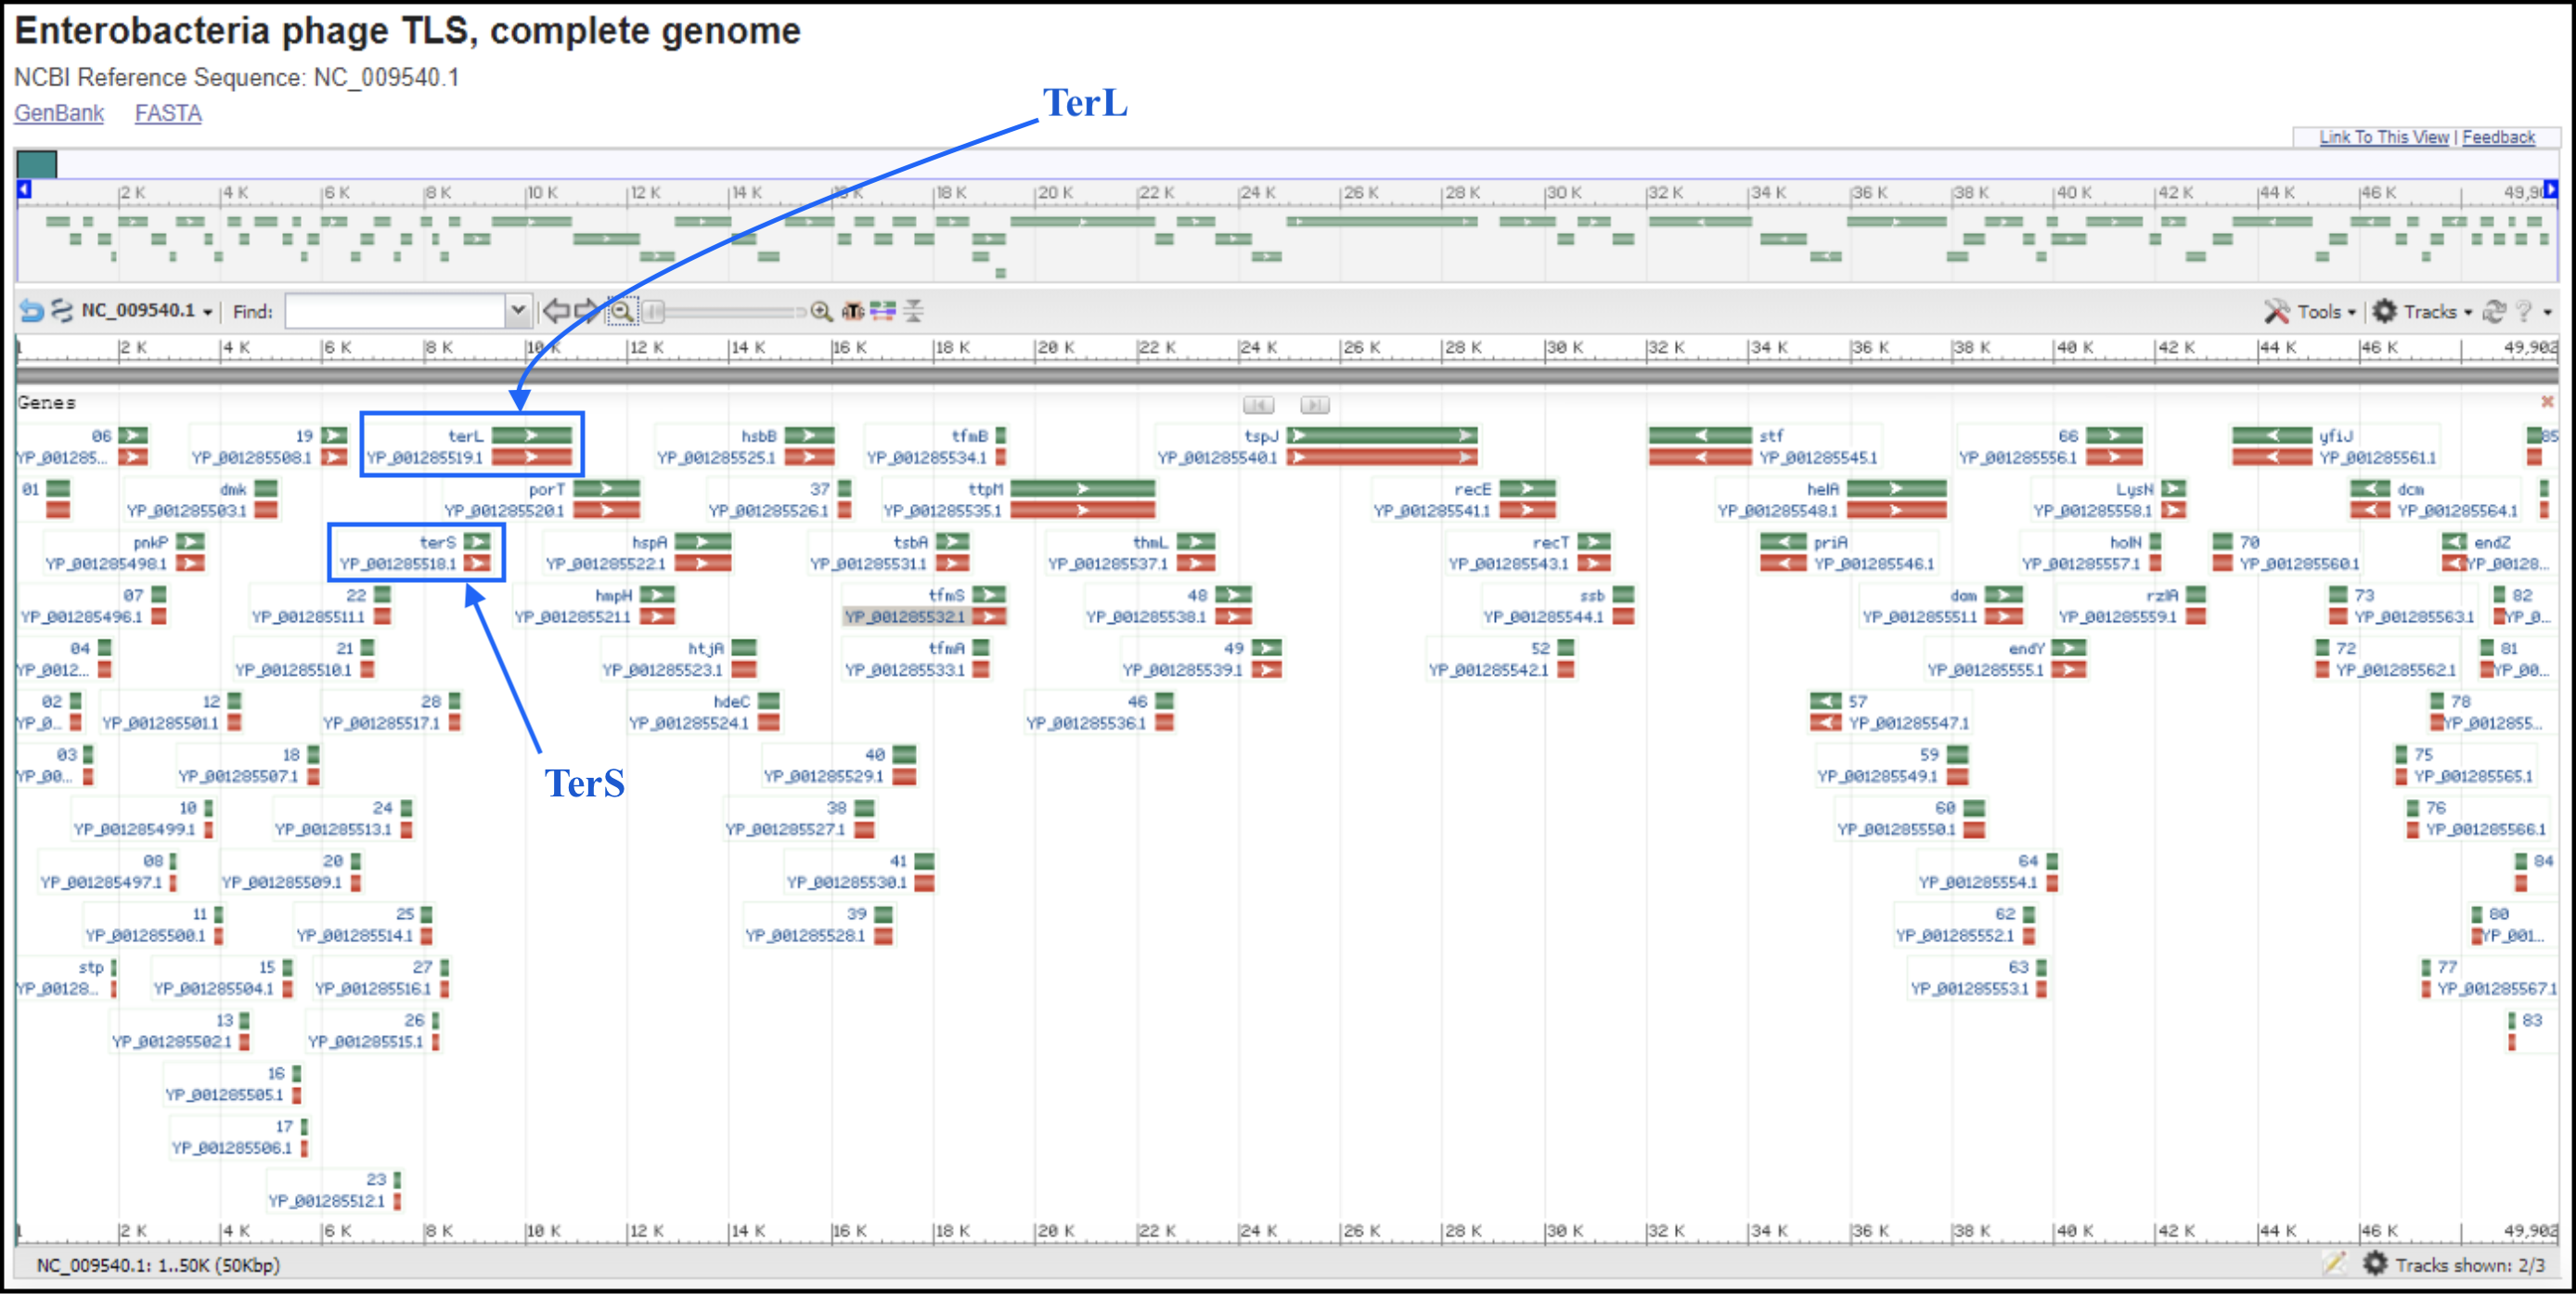 Enterobacteria phage TLS, complete genome
NCBI Reference Sequence: NC_009540.1
GenBank FASTA
TerL
Link To This View | Feedback
2 K 4 K 6 K 8 K 10 K 12 K 14 K 16 K 18 K 20 K 22 K 24 K 26 K 28 K 30 K 32 K 34 K 36 K 38 K 40 K 42 K 44 K 46 K 49,90
NC_009540.1 Find: Tools Tracks ?
1 2 K 4 K 6 K 8 K 10 K 12 K 14 K 16 K 18 K 20 K 22 K 24 K 26 K 28 K 30 K 32 K 34 K 36 K 38 K 40 K 42 K 44 K 46 K 49,902
Genes
06 19 terL hsbB tfmB tspJ stf 66 yfiJ 85
YP_001285... YP_001285508.1 YP_001285519.1 YP_001285525.1 YP_001285534.1 YP_001285540.1 YP_001285545.1 YP_001285556.1 YP_001285561.1
01 dmk porT 37 ttpM recE helA LysN dcm
YP_001285503.1 YP_001285520.1 YP_001285526.1 YP_001285535.1 YP_001285541.1 YP_001285548.1 YP_001285558.1 YP_001285564.1
pnkP terS hspA tsbA thmL recT priA holN 70 endZ
YP_001285498.1 YP_001285518.1 YP_001285522.1 YP_001285531.1 YP_001285537.1 YP_001285543.1 YP_001285546.1 YP_001285557.1 YP_001285560.1 YP_00128...
07 22 hmpH tfmS 48 ssb dam rzlA 73 82
YP_001285496.1 YP_001285511.1 YP_001285521.1 YP_001285532.1 YP_001285538.1 YP_001285544.1 YP_001285551.1 YP_001285559.1 YP_001285563.1 YP_0...
04 21 htjA tfmA 49 52 endY 72 81
YP_0012... YP_001285510.1 YP_001285523.1 YP_001285533.1 YP_001285539.1 YP_001285542.1 YP_001285555.1 YP_001285562.1 YP_00...
02 12 28 hdeC 46 57 78
YP_0... YP_001285501.1 YP_001285517.1 YP_001285524.1 YP_001285536.1 YP_001285547.1 YP_0012855...
03 18 40 59 75
YP_00... YP_001285507.1 YP_001285529.1 YP_001285549.1 YP_001285565.1
TerS
10 24 38 60 76
YP_001285499.1 YP_001285513.1 YP_001285527.1 YP_001285550.1 YP_001285566.1
08 20 41 64 84
YP_001285497.1 YP_001285509.1 YP_001285530.1 YP_001285554.1
11 25 39 62 80
YP_001285500.1 YP_001285514.1 YP_001285528.1 YP_001285552.1 YP_001...
stp 15 27 63 77
YP_00128... YP_001285504.1 YP_001285516.1 YP_001285553.1 YP_001285567.1
13 26 83
YP_001285502.1 YP_001285515.1
16
YP_001285505.1
17
YP_001285506.1
23
YP_001285512.1
1 2 K 4 K 6 K 8 K 10 K 12 K 14 K 16 K 18 K 20 K 22 K 24 K 26 K 28 K 30 K 32 K 34 K 36 K 38 K 40 K 42 K 44 K 46 K 49,902
NC_009540.1: 1..50K (50Kbp) Tracks shown: 2/3